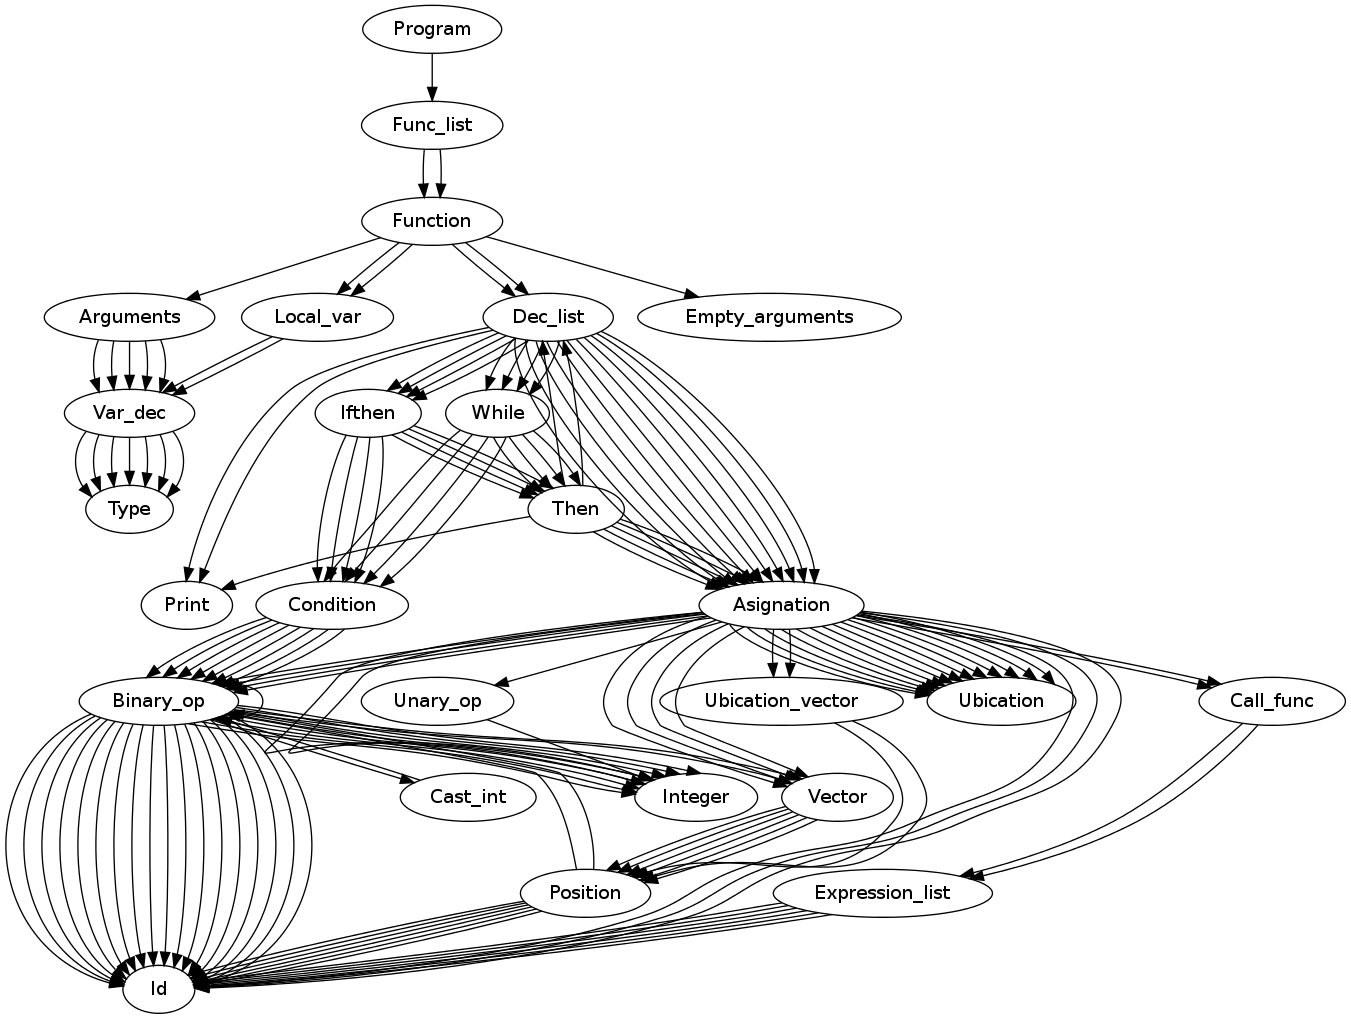 Program
Func_list
Function
Arguments
Local_var
Dec_list
Empty_arguments
Var_dec
Ifthen
While
Type
Then
Print
Condition
Asignation
Binary_op
Unary_op
Ubication_vector
Ubication
Call_func
Cast_int
Integer
Vector
Position
Expression_list
Id